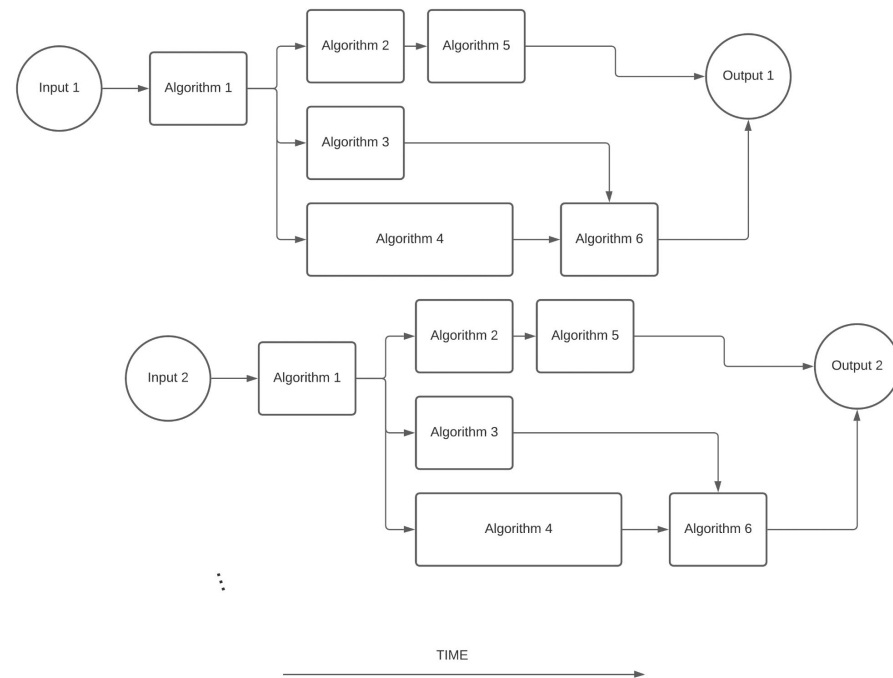 Algorithm 2
Algorithm 5
Input 1
Algorithm 1
Output 1
Algorithm 3
Algorithm 4
Algorithm 6
Algorithm 2
Algorithm 5
Input 2
Algorithm 1
Output 2
Algorithm 3
Algorithm 4
Algorithm 6
...
TIME